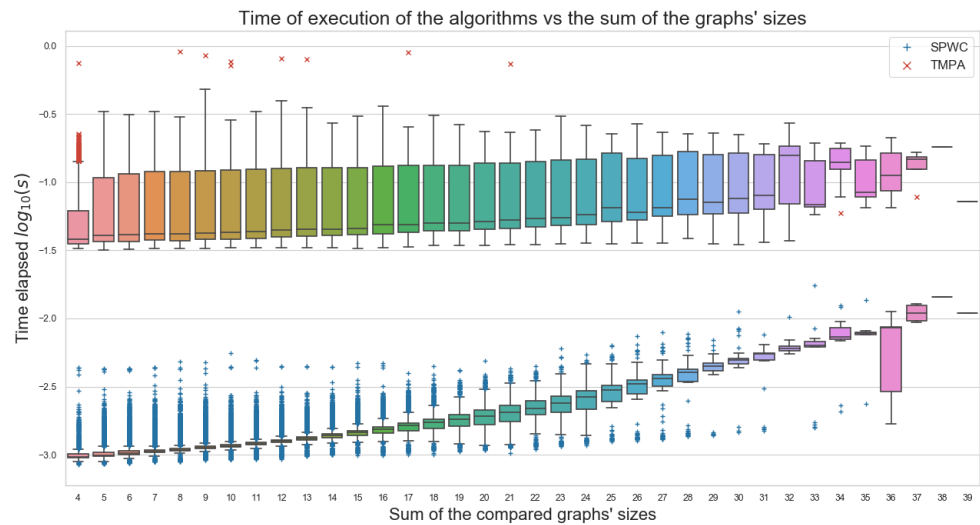 Time of execution of the algorithms vs the sum of the graphs' sizes
SPWC
TMPA
Time elapsed log10(s)
0.0
−0.5
−1.0
−1.5
−2.0
−2.5
−3.0
4 5 6 7 8 9 10 11 12 13 14 15 16 17 18 19 20 21 22 23 24 25 26 27 28 29 30 31 32 33 34 35 36 37 38 39
Sum of the compared graphs' sizes